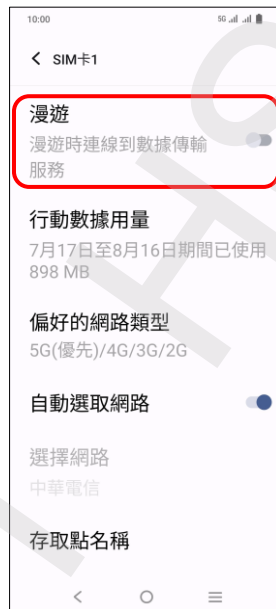 10:00
5G
SIM卡1
漫遊
漫遊時連線到數據傳輸
服務
行動數據用量
7月17日至8月16日期間已使用
898 MB
偏好的網路類型
5G(優先)/4G/3G/2G
自動選取網路
選擇網路
中華電信
存取點名稱